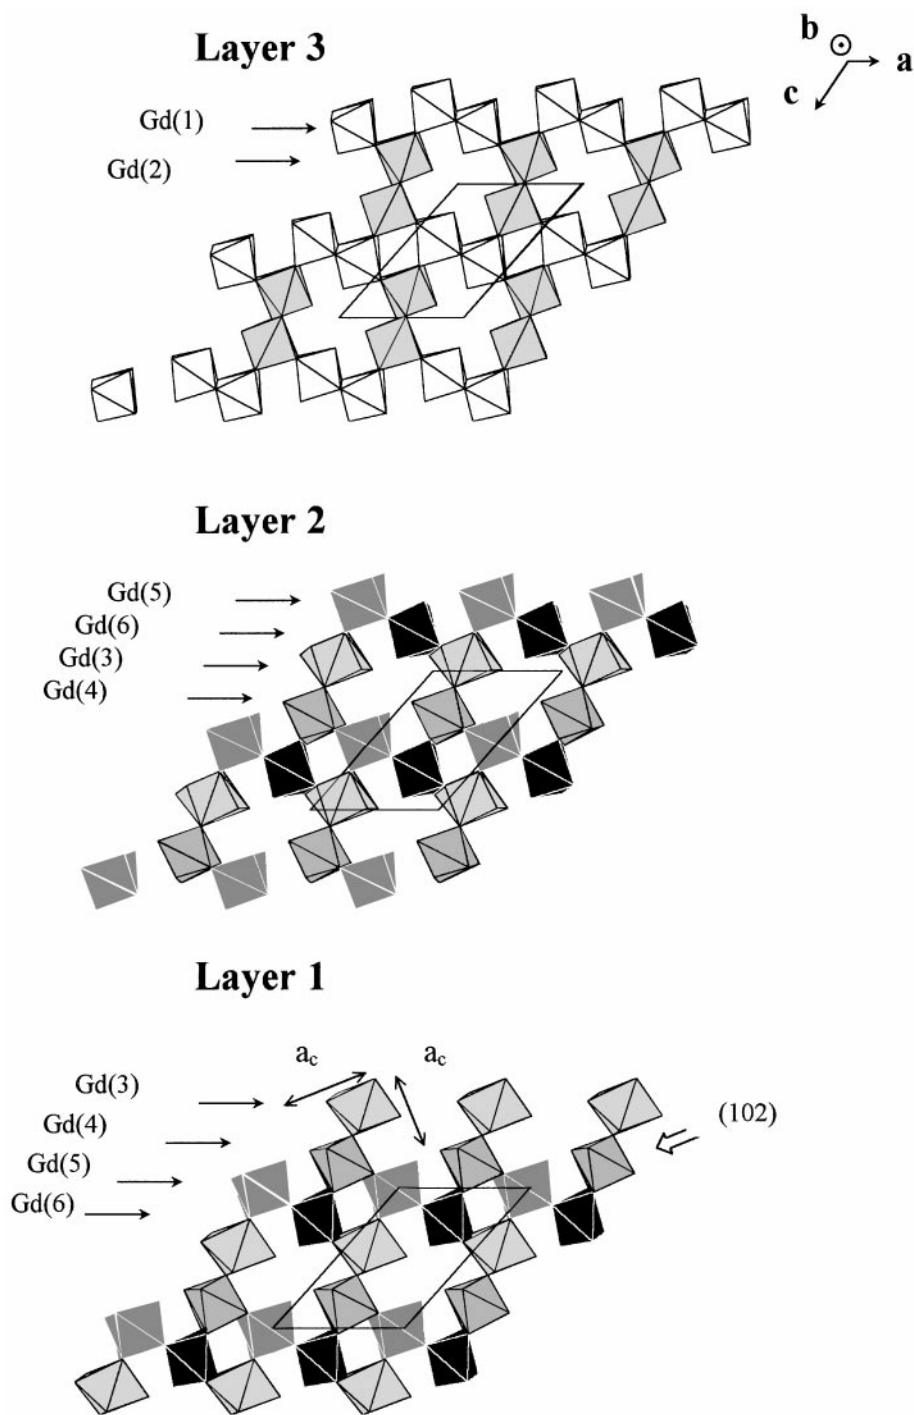 Layer 3
b
a
c
Gd(1)
Gd(2)
Layer 2
Gd(5)
Gd(6)
Gd(3)
Gd(4)
Layer 1
a_c a_c
Gd(3)
(102)
Gd(4)
Gd(5)
Gd(6)